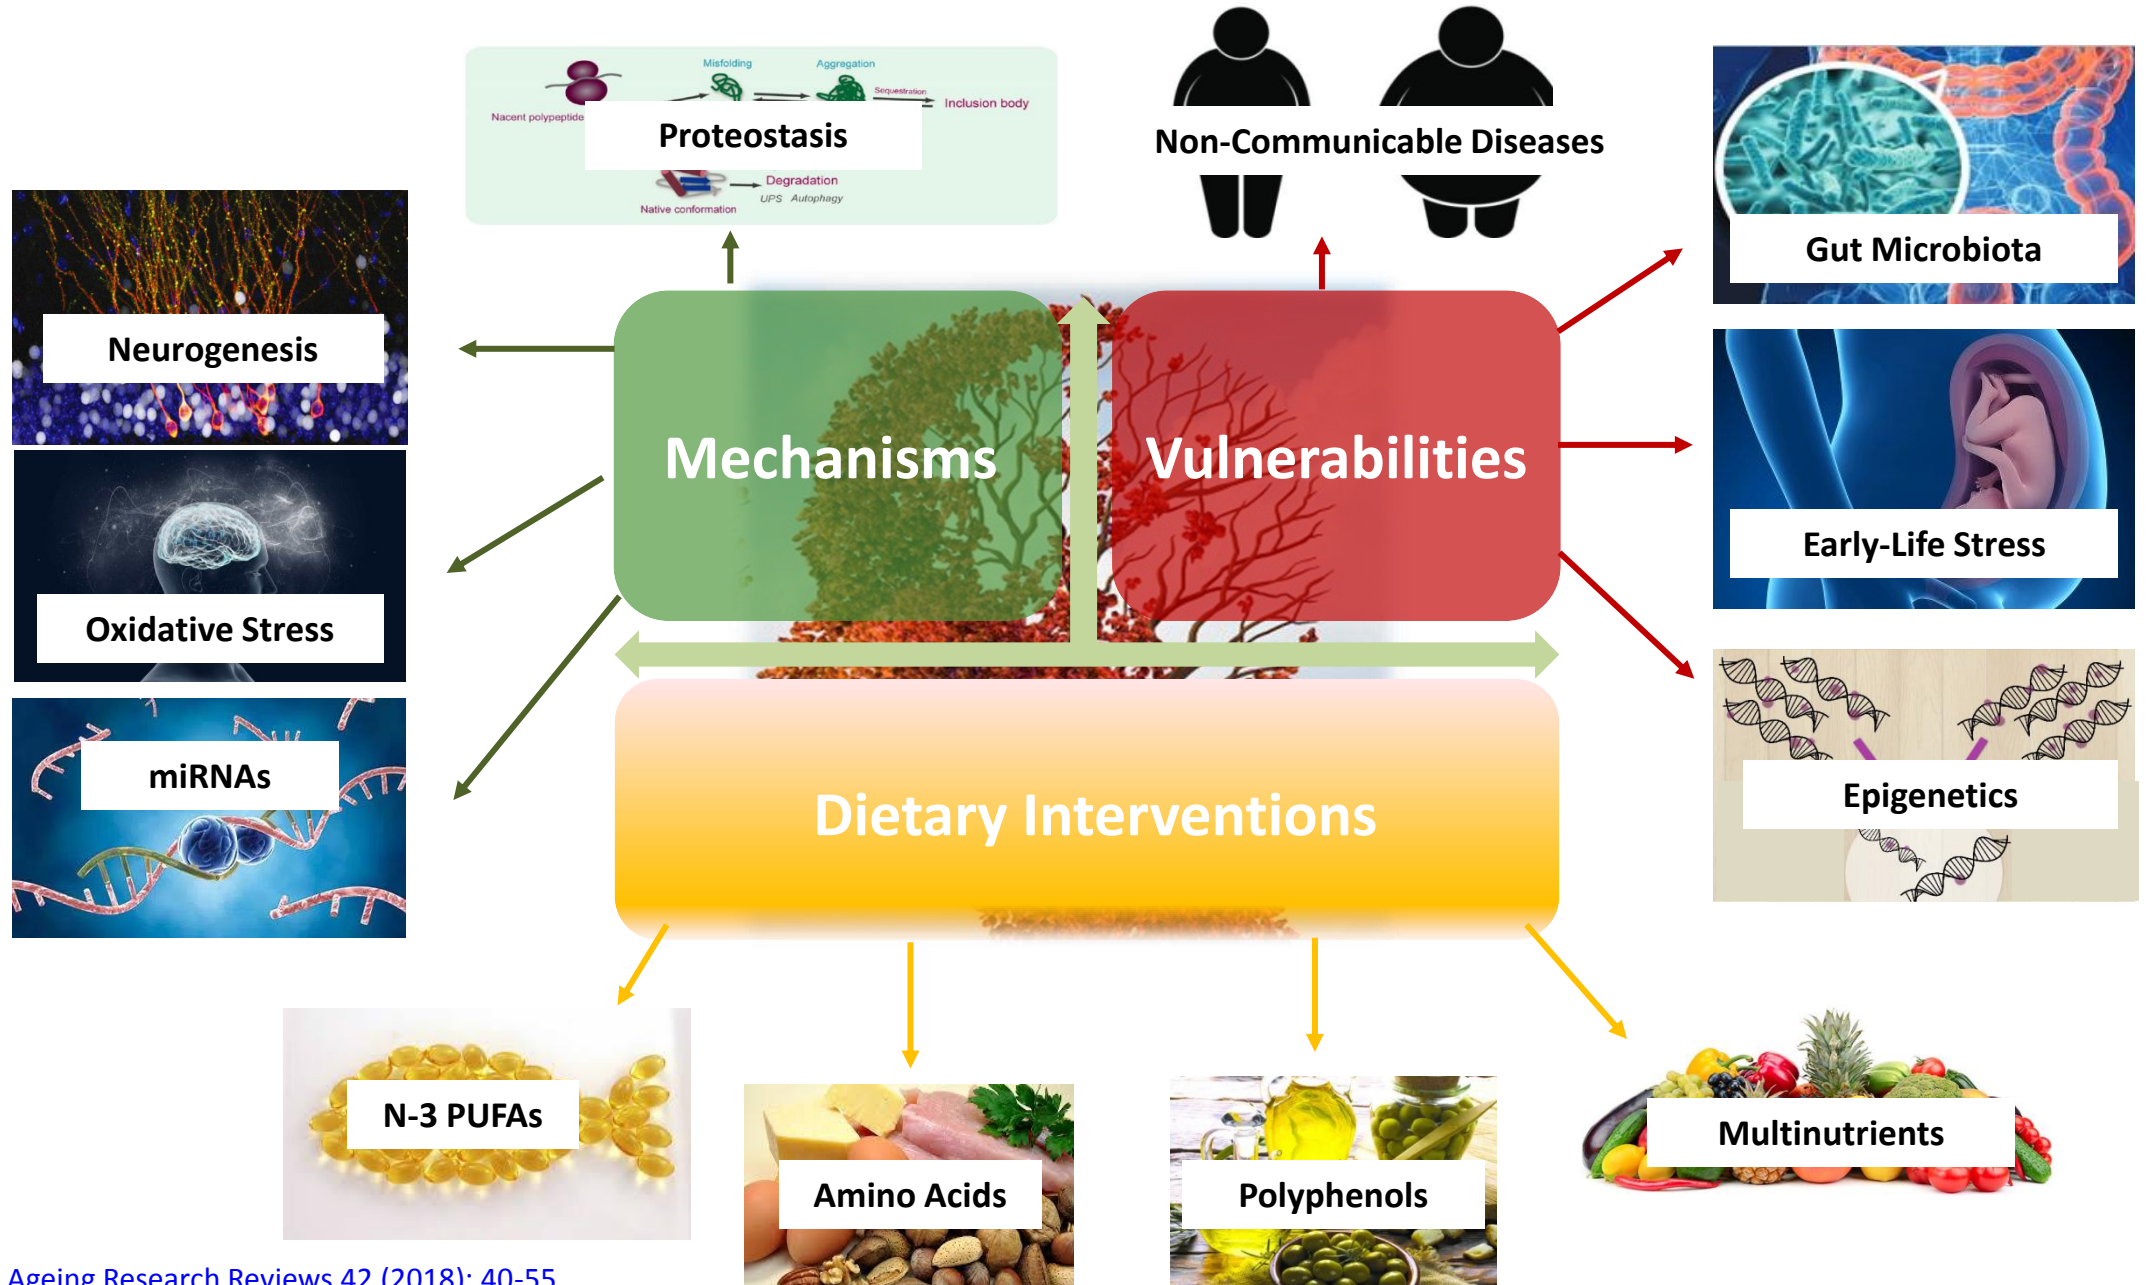 Misfolding
Aggregation
Sequestration
Inclusion body
Nacent polypeptide
Proteostasis
Degradation
UPS Autophagy
Native conformation
Non-Communicable Diseases
Gut Microbiota
Neurogenesis
Mechanisms
Vulnerabilities
Early-Life Stress
Oxidative Stress
miRNAs
Epigenetics
Dietary Interventions
N-3 PUFAs
Amino Acids
Polyphenols
Multinutrients
Ageing Research Reviews 42 (2018): 40-55